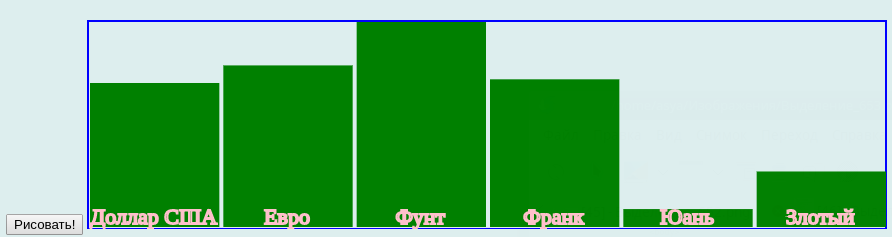 Рисовать!
Доллар США
Евро
Фунт
Франк
Юань
Злотый